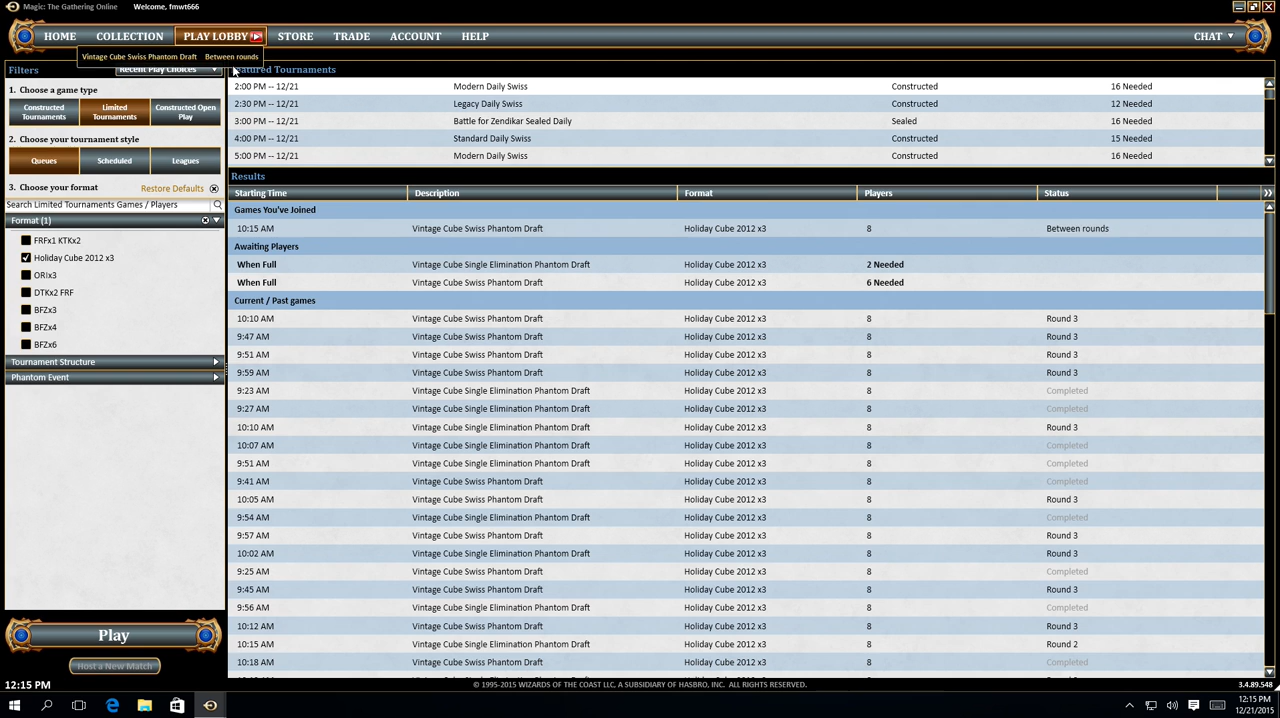 Magic: The Gathering Online Welcome, fmwt666
HOME COLLECTION PLAY LOBBY STORE TRADE ACCOUNT HELP CHAT
Vintage Cube Swiss Phantom Draft Between rounds
Filters Recent Play Choices
1. Choose a game type
Constructed Tournaments Limited Tournaments Constructed Open Play
2. Choose your tournament style
Queues Scheduled Leagues
3. Choose your format Restore Defaults
Search Limited Tournaments Games / Players
Format (1)
FRFx1 KTKx2
Holiday Cube 2012 x3
ORIx3
DTKx2 FRF
BFZx3
BFZx4
BFZx6
Tournament Structure
Phantom Event
Play
Host a New Match
12:15 PM
Tournaments
2:00 PM -- 12/21 Modern Daily Swiss Constructed 16 Needed
2:30 PM -- 12/21 Legacy Daily Swiss Constructed 12 Needed
3:00 PM -- 12/21 Battle for Zendikar Sealed Daily Sealed 16 Needed
4:00 PM -- 12/21 Standard Daily Swiss Constructed 15 Needed
5:00 PM -- 12/21 Modern Daily Swiss Constructed 16 Needed
Results
Starting Time Description Format Players Status
Games You've Joined
10:15 AM Vintage Cube Swiss Phantom Draft Holiday Cube 2012 x3 8 Between rounds
Awaiting Players
When Full Vintage Cube Single Elimination Phantom Draft Holiday Cube 2012 x3 2 Needed
When Full Vintage Cube Swiss Phantom Draft Holiday Cube 2012 x3 6 Needed
Current / Past games
10:10 AM Vintage Cube Swiss Phantom Draft Holiday Cube 2012 x3 8 Round 3
9:47 AM Vintage Cube Swiss Phantom Draft Holiday Cube 2012 x3 8 Round 3
9:51 AM Vintage Cube Swiss Phantom Draft Holiday Cube 2012 x3 8 Round 3
9:59 AM Vintage Cube Swiss Phantom Draft Holiday Cube 2012 x3 8 Round 3
9:23 AM Vintage Cube Single Elimination Phantom Draft Holiday Cube 2012 x3 8 Completed
9:27 AM Vintage Cube Single Elimination Phantom Draft Holiday Cube 2012 x3 8 Completed
10:10 AM Vintage Cube Swiss Phantom Draft Holiday Cube 2012 x3 8 Round 3
10:07 AM Vintage Cube Single Elimination Phantom Draft Holiday Cube 2012 x3 8 Completed
9:51 AM Vintage Cube Single Elimination Phantom Draft Holiday Cube 2012 x3 8 Completed
9:41 AM Vintage Cube Swiss Phantom Draft Holiday Cube 2012 x3 8 Completed
10:05 AM Vintage Cube Swiss Phantom Draft Holiday Cube 2012 x3 8 Round 3
9:54 AM Vintage Cube Single Elimination Phantom Draft Holiday Cube 2012 x3 8 Completed
9:57 AM Vintage Cube Swiss Phantom Draft Holiday Cube 2012 x3 8 Round 3
10:02 AM Vintage Cube Single Elimination Phantom Draft Holiday Cube 2012 x3 8 Round 3
9:25 AM Vintage Cube Swiss Phantom Draft Holiday Cube 2012 x3 8 Completed
9:45 AM Vintage Cube Swiss Phantom Draft Holiday Cube 2012 x3 8 Round 3
9:56 AM Vintage Cube Single Elimination Phantom Draft Holiday Cube 2012 x3 8 Completed
10:12 AM Vintage Cube Swiss Phantom Draft Holiday Cube 2012 x3 8 Round 3
10:15 AM Vintage Cube Single Elimination Phantom Draft Holiday Cube 2012 x3 8 Round 2
10:18 AM Vintage Cube Swiss Phantom Draft Holiday Cube 2012 x3 8 Completed
© 1995-2015 WIZARDS OF THE COAST LLC, A SUBSIDIARY OF HASBRO, INC. ALL RIGHTS RESERVED. 3.4.89.548
12:15 PM
12/21/2015